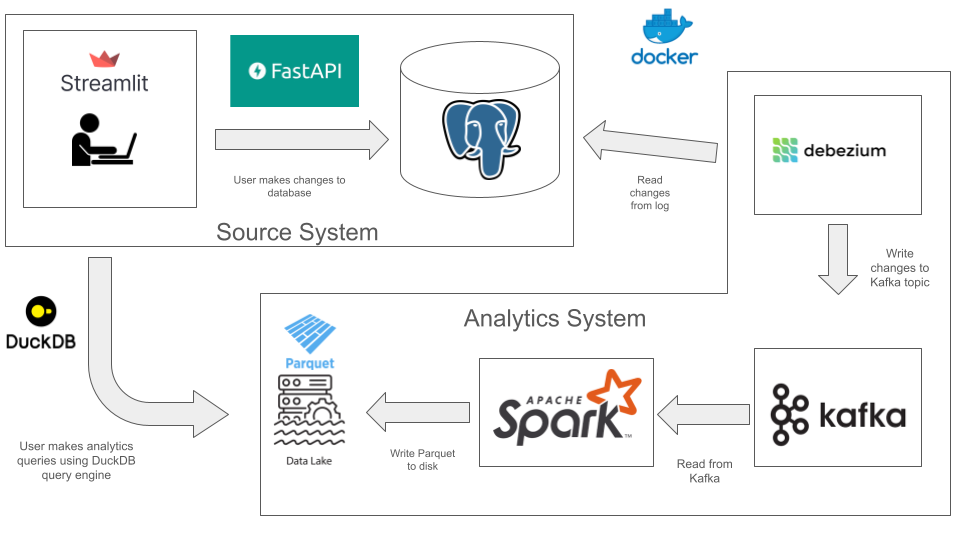 Streamlit
FastAPI
User makes changes to
database
Source System
docker
Read
changes
from log
debezium
Write
changes to
Kafka topic
DuckDB
User makes analytics
queries using DuckDB
query engine
Analytics System
Parquet
Data Lake
Write Parquet
to disk
APACHE
Spark™
Read from
Kafka
kafka